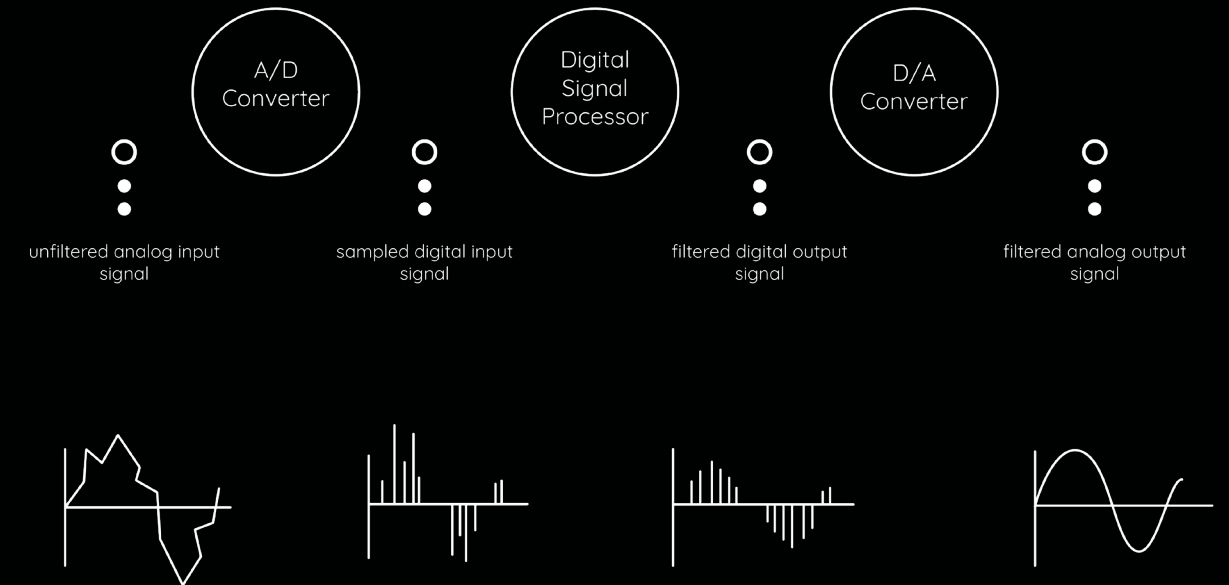 A/D
Converter
Digital
Signal
Processor
D/A
Converter
unfiltered analog input
signal
sampled digital input
signal
filtered digital output
signal
filtered analog output
signal